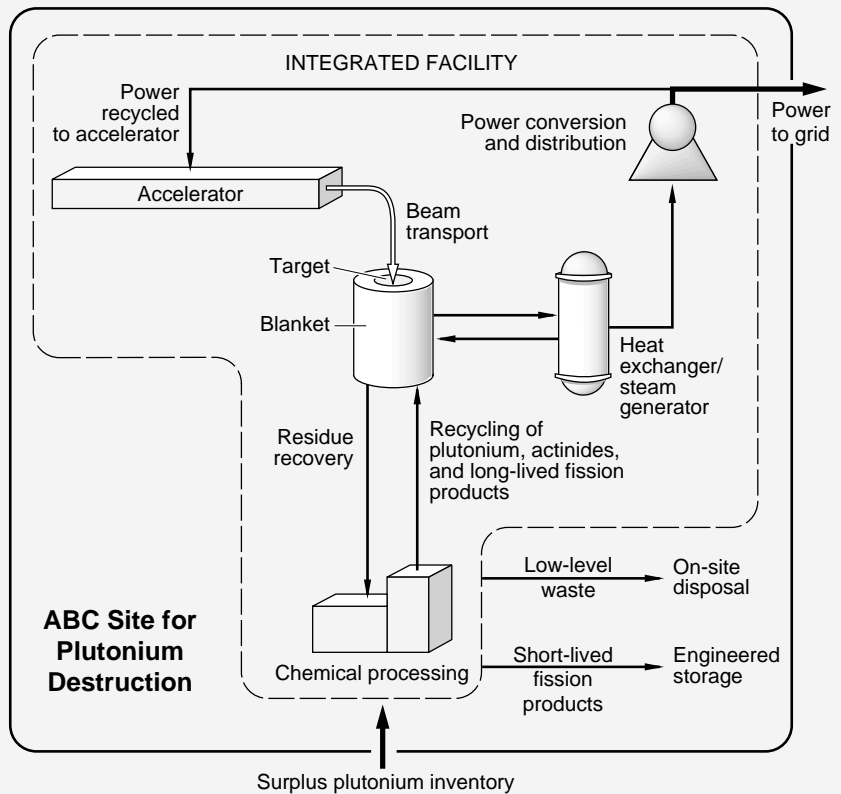 INTEGRATED FACILITY
Power
recycled
to accelerator
Power conversion
and distribution
Power
to grid
Accelerator
Beam
transport
Target
Blanket
Heat
exchanger/
steam
generator
Residue
recovery
Recycling of
plutonium, actinides,
and long-lived fission
products
Low-level
waste
On-site
disposal
ABC Site for
Plutonium
Destruction
Chemical processing
Short-lived
fission
products
Engineered
storage
Surplus plutonium inventory